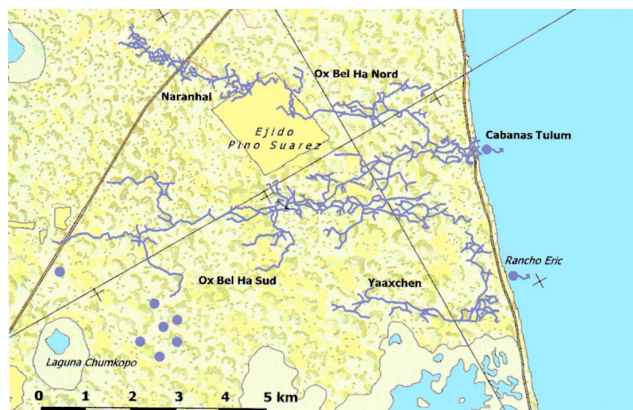 Ox Bel Ha Nord
Naranhal
Ejido
Pino Suarez
Cabanas Tulum
Rancho Eric
Ox Bel Ha Sud
Yaaxchen
Laguna Chumkopo
0 1 2 3 4 5 km